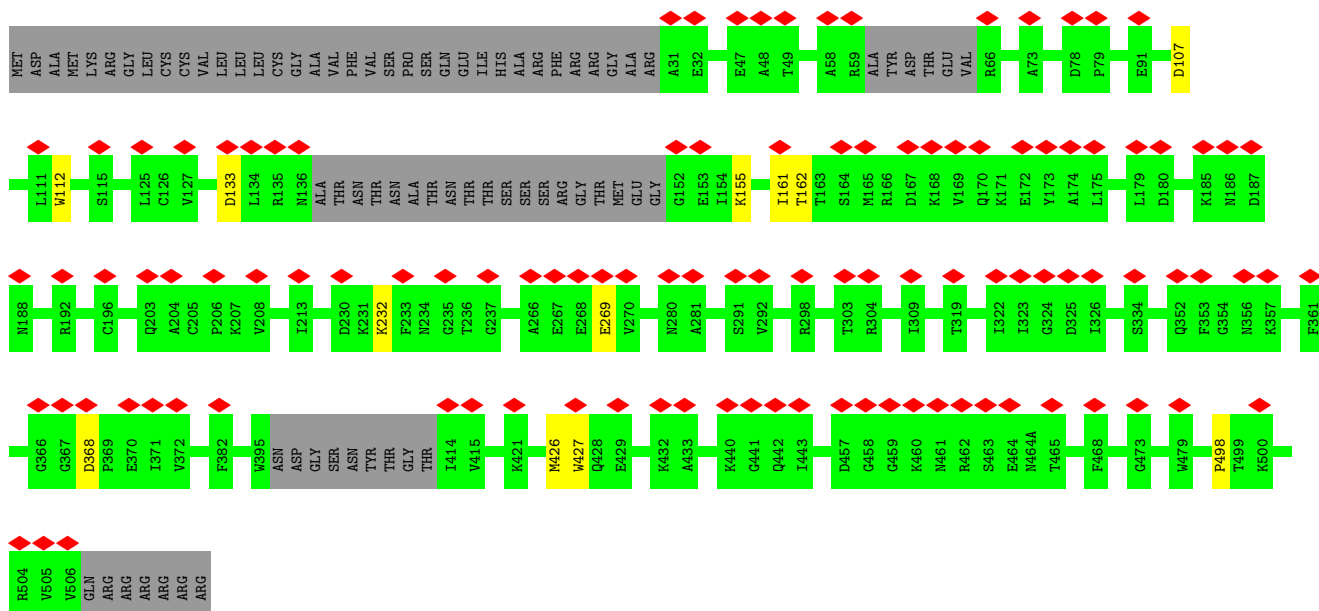 MET ASP ALA MET LYS ARG GLY LEU CYS CYS VAL LEU LEU LEU CYS GLY ALA VAL PHE VAL SER PRO SER GLN GLU ILE HIS ALA ARG PHE ARG ARG GLY ALA ARG A31 E32 E47 A48 T49 A58 R59 ALA TYR ASP THR GLU VAL R66 A73 D78 P79 E91 D107
L111 W112 S115 L125 C126 V127 D133 L134 R135 N136 ALA THR ASN THR THR ASN ALA THR ASN THR THR SER SER SER ARG GLY THR MET GLU GLY G152 E153 I154 K155 I161 T162 T163 S164 M165 R166 D167 K168 V169 Q170 K171 E172 Y173 A174 L175 L179 D180 K185 N186 D187
N188 R192 C196 Q203 A204 C205 P206 K207 V208 I213 D230 K231 K232 F233 N234 G235 T236 G237 A266 E267 E268 E269 V270 N280 A281 S291 V292 R298 T303 R304 I309 T319 I322 I323 G324 D325 I326 S334 Q352 F353 G354 N356 K357 F361
G366 G367 D368 P369 E370 I371 V372 F382 W395 ASN ASP GLY SER ASN TYR THR GLY THR I414 V415 K421 M426 W427 Q428 E429 K432 A433 K440 G441 Q442 I443 D457 G458 G459 K460 N461 R462 S463 E464 N464A T465 F468 G473 W479 P498 T499 K500
R504 V505 V506 GLN ARG ARG ARG ARG ARG ARG